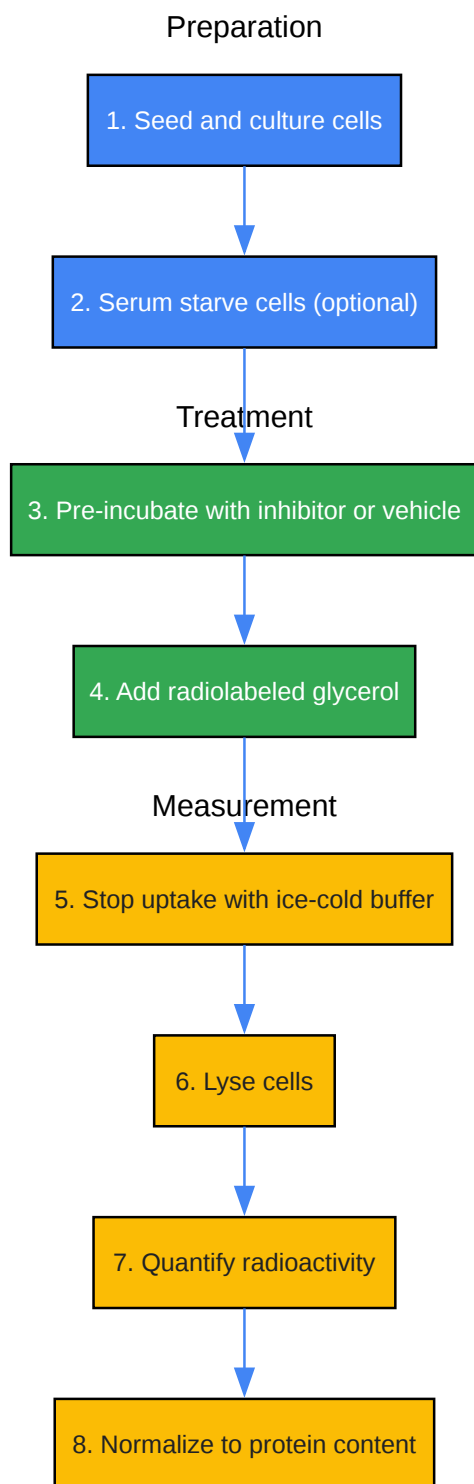 Preparation
1. Seed and culture cells
2. Serum starve cells (optional)
Treatment
3. Pre-incubate with inhibitor or vehicle
4. Add radiolabeled glycerol
Measurement
5. Stop uptake with ice-cold buffer
6. Lyse cells
7. Quantify radioactivity
8. Normalize to protein content